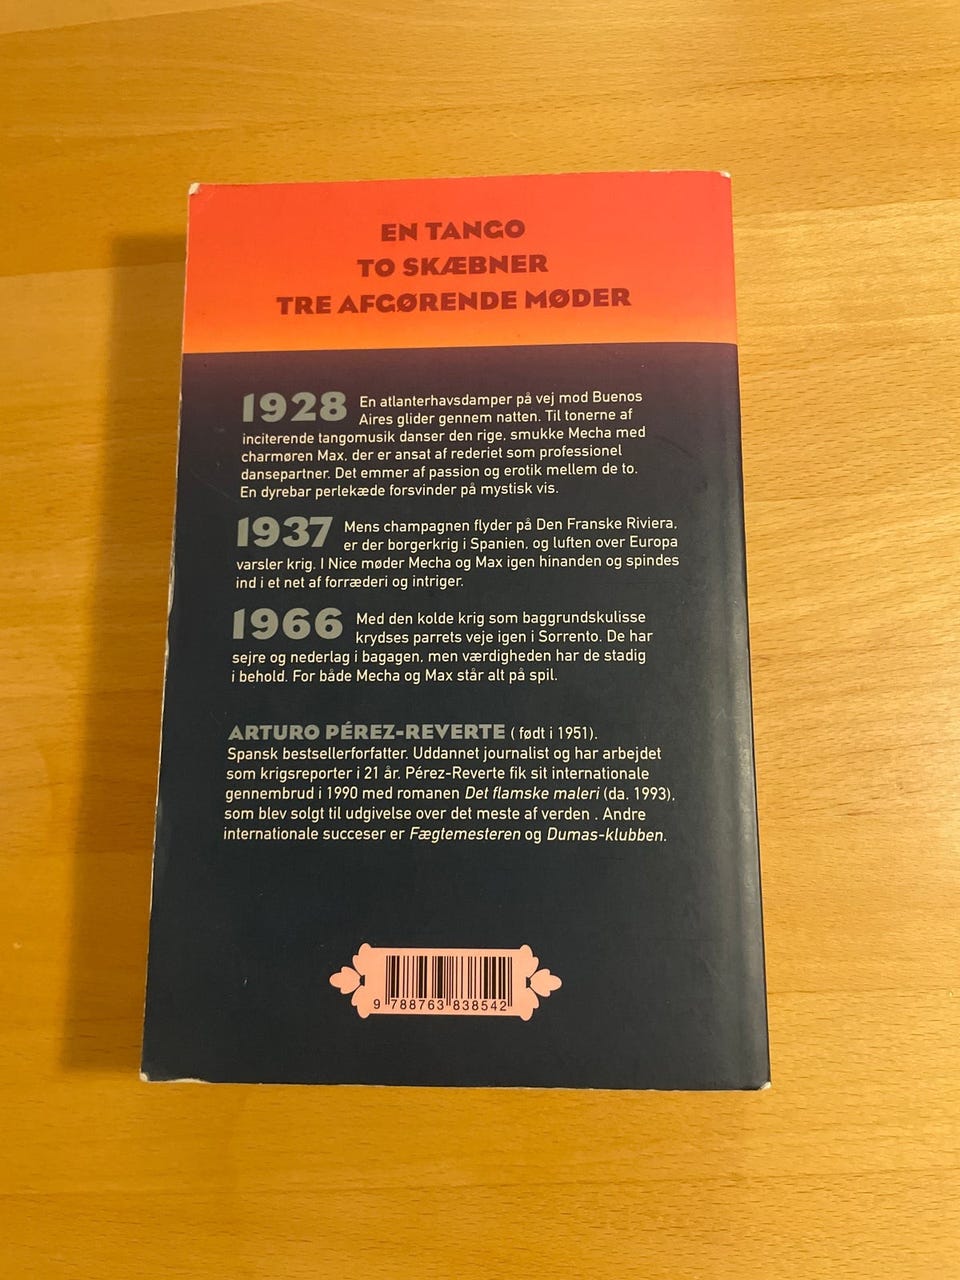 EN TANGO
TO SKÆBNER
TRE AFGØRENDE MØDER
1928 En atlanterhavsdamper på vej mod Buenos
Aires glider gennem natten. Til tonerne af
inciterende tangomusik danser den rige, smukke Mecha med
charmøren Max, der er ansat af rederiet som professionel
dansepartner. Det emmer af passion og erotik mellem de to.
En dyrebar perlekæde forsvinder på mystisk vis.
1937 Mens champagnen flyder på Den Franske Riviera,
er der borgerkrig i Spanien, og luften over Europa
varsler krig. I Nice møder Mecha og Max igen hinanden og spindes
ind i et net af forræderi og intriger.
1966 Med den kolde krig som baggrundskulisse
krydses parrets veje igen i Sorrento. De har
sejre og nederlag i bagagen, men værdigheden har de stadig
i behold. For både Mecha og Max står alt på spil.
ARTURO PÉREZ-REVERTE ( født i 1951).
Spansk bestsellerforfatter. Uddannet journalist og har arbejdet
som krigsreporter i 21 år. Pérez-Reverte fik sit internationale
gennembrud i 1990 med romanen Det flamske maleri (da. 1993),
som blev solgt til udgivelse over det meste af verden . Andre
internationale succeser er Fægtemesteren og Dumas-klubben.
9 788763 838542